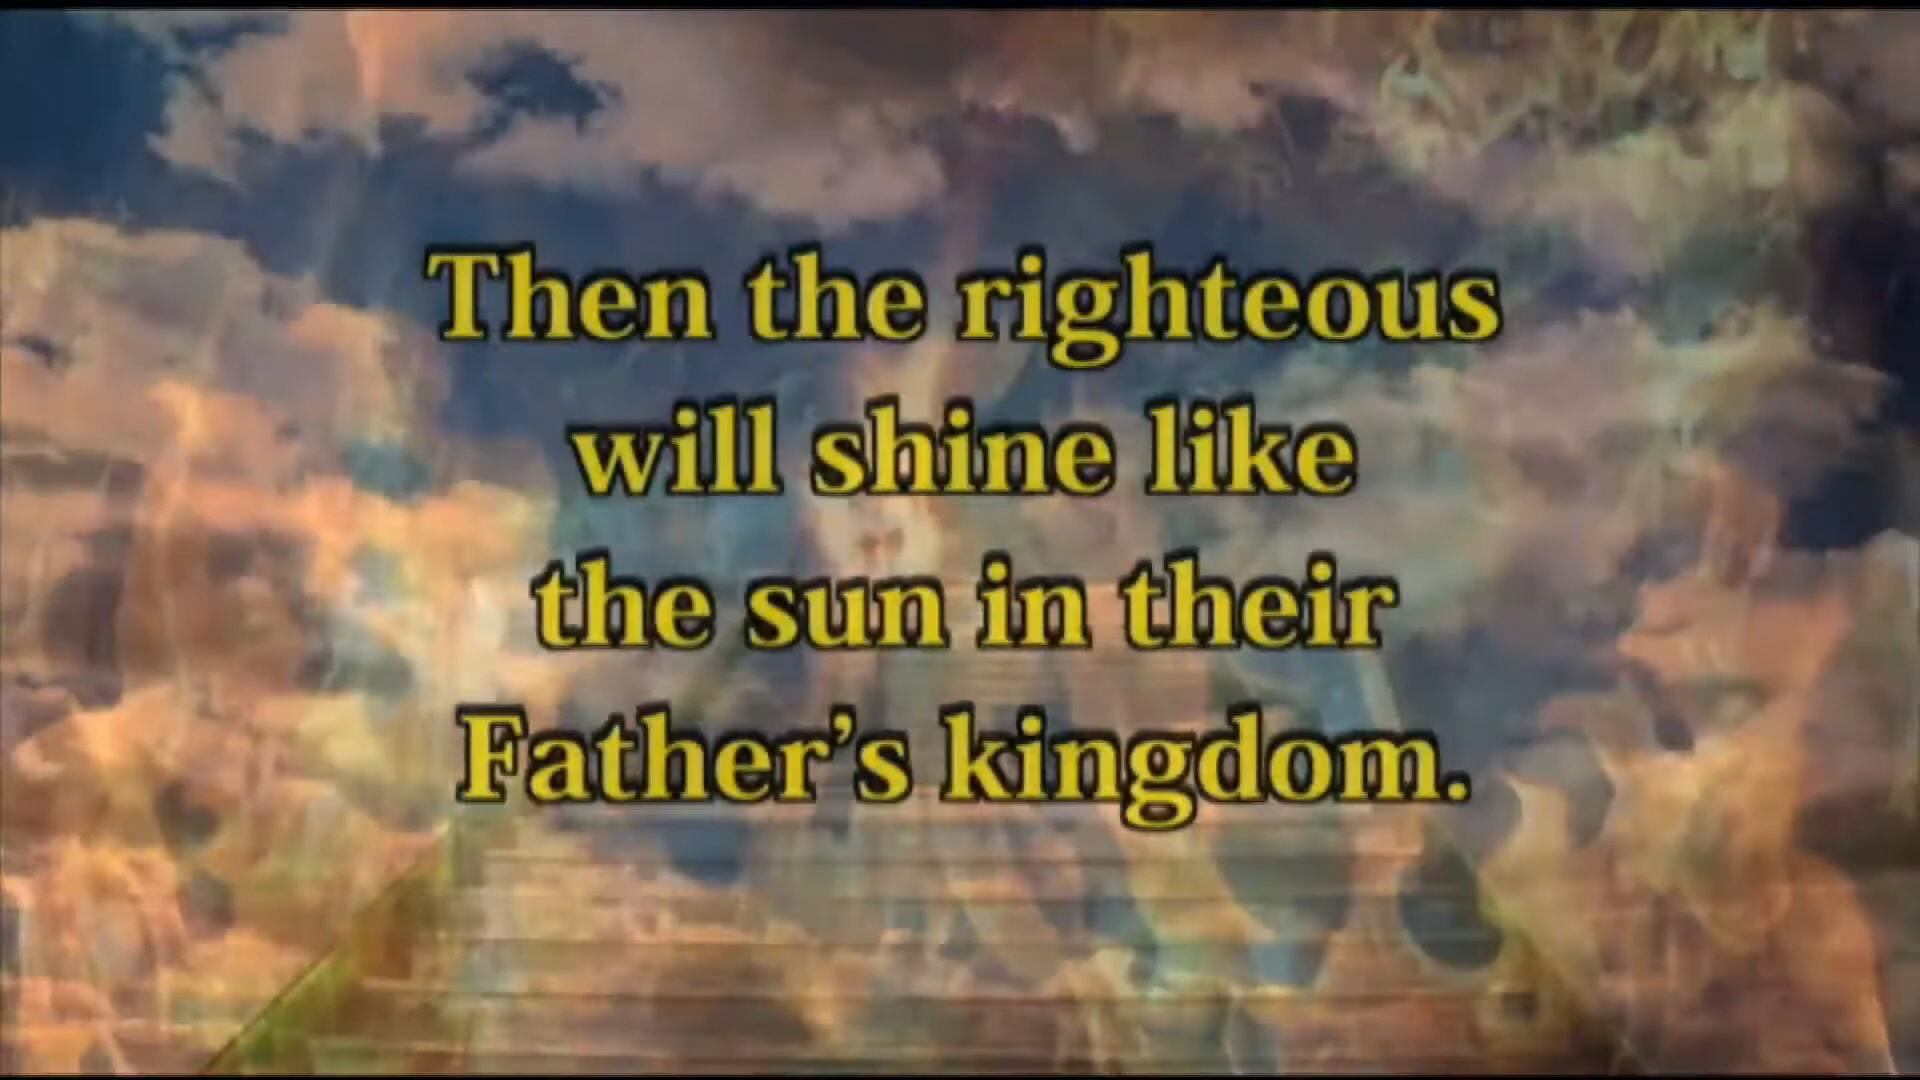 Then the righteous
will shine like
the sun in their
Father’s kingdom.